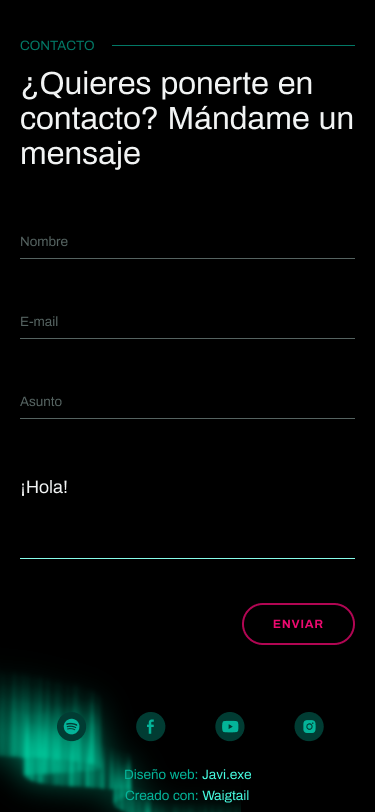 CONTACTO
¿Quieres ponerte en
contacto? Mándame un
mensaje
Nombre
E-mail
Asunto
¡Hola!
ENVIAR
Diseño web: Javi.exe
Creado con: Waigtail